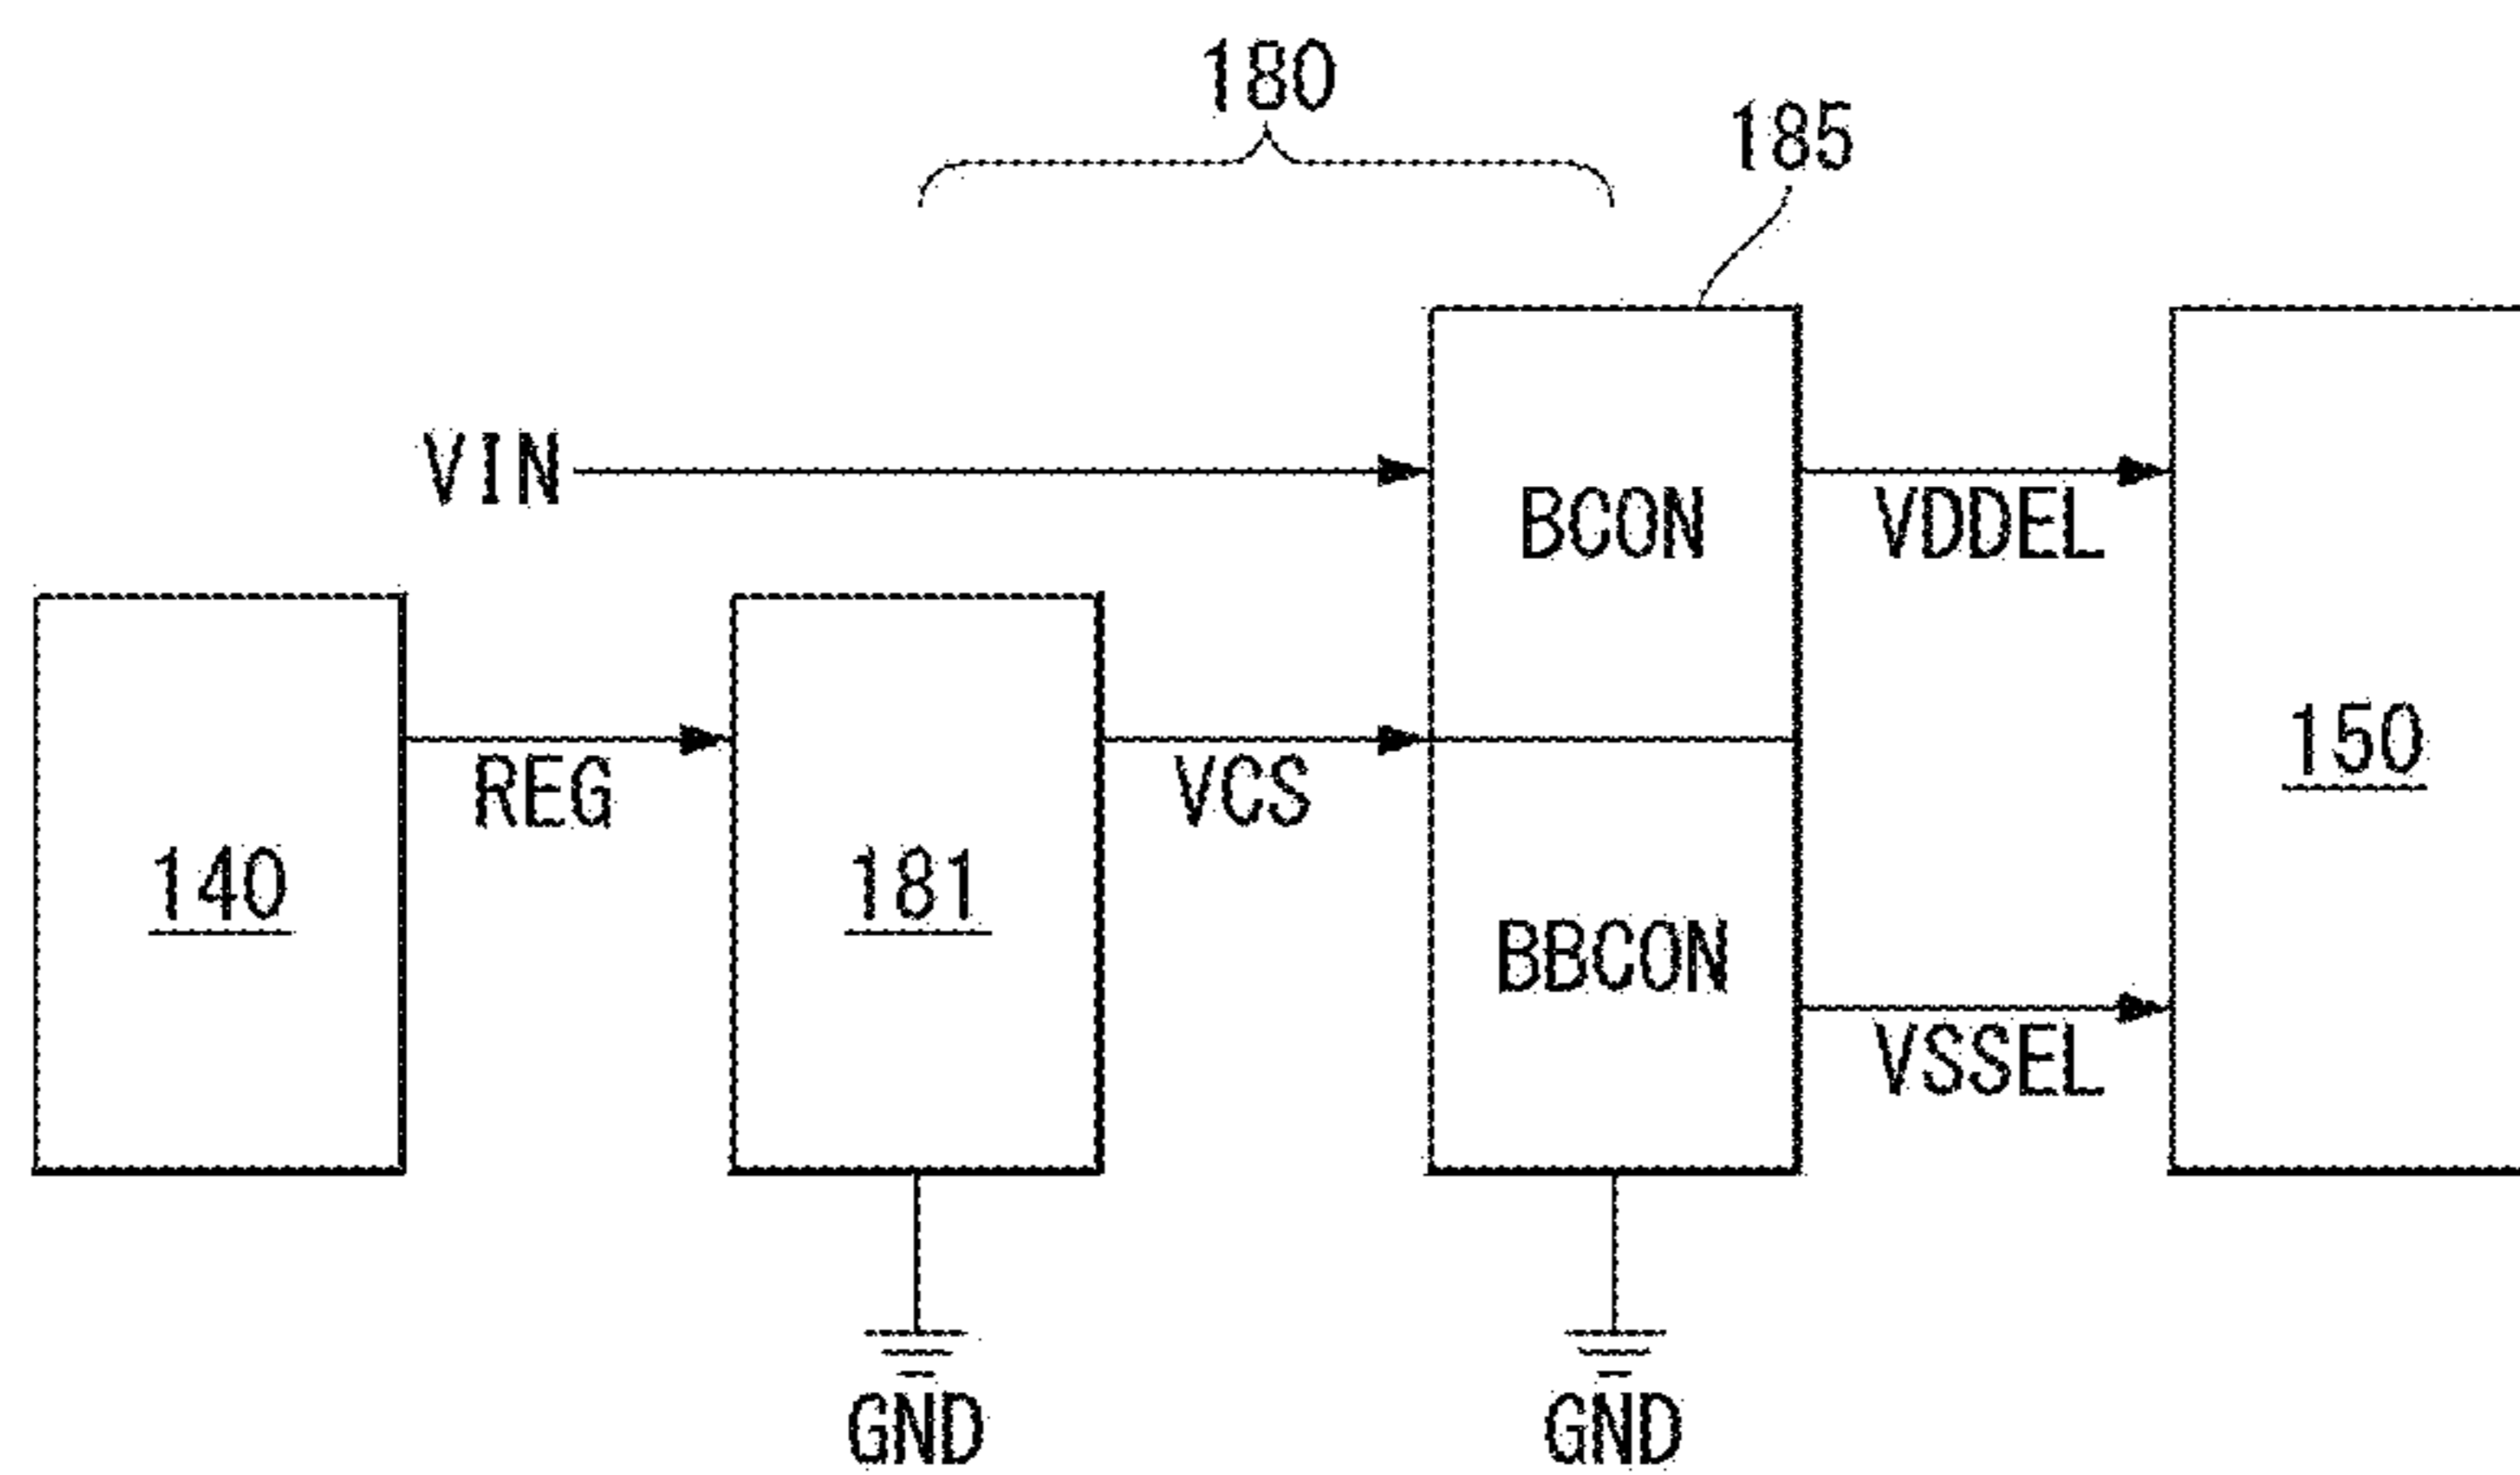 180
185
VIN
BCON
VDDEL
REG
VCS
150
140
181
BBCON
VSSEL
GND
GND